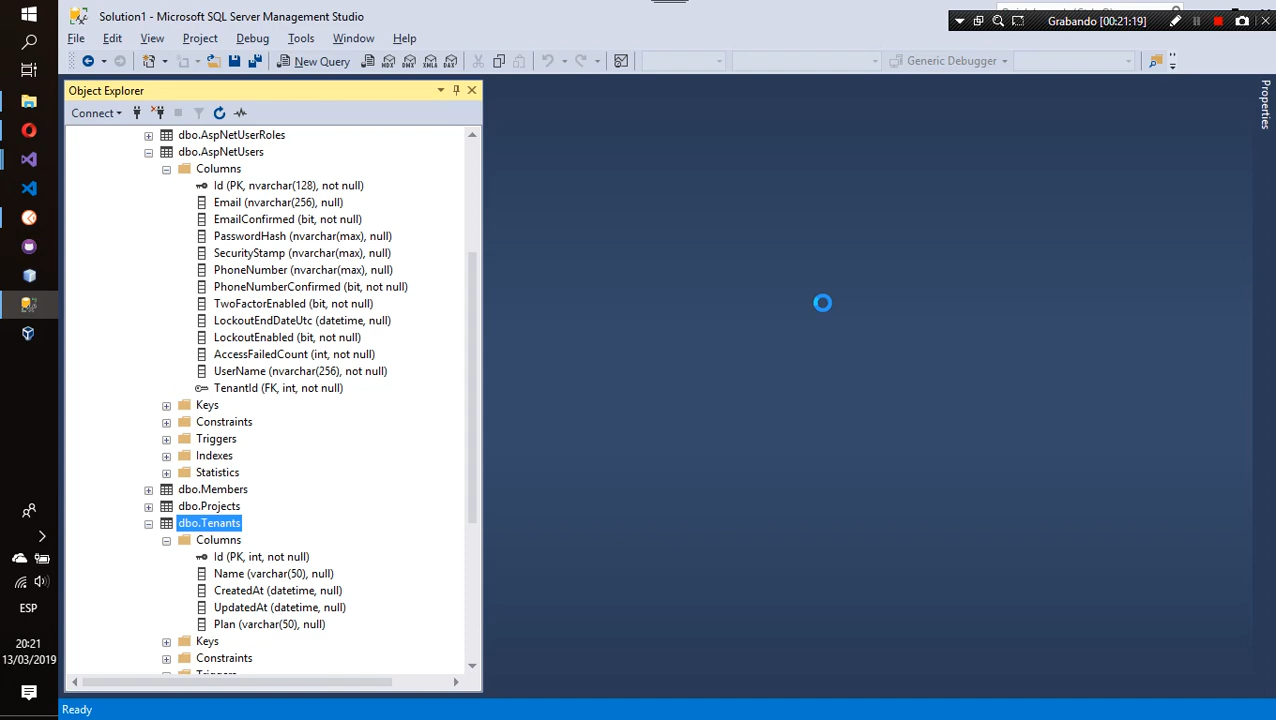 Solution1 - Microsoft SQL Server Management Studio
Grabando [00:21:19]
File Edit View Project Debug Tools Window Help
New Query
MDX DMX XMLA DAX
Generic Debugger
Object Explorer
Connect
dbo.AspNetUserRoles
dbo.AspNetUsers
Columns
Id (PK, nvarchar(128), not null)
Email (nvarchar(256), null)
EmailConfirmed (bit, not null)
PasswordHash (nvarchar(max), null)
SecurityStamp (nvarchar(max), null)
PhoneNumber (nvarchar(max), null)
PhoneNumberConfirmed (bit, not null)
TwoFactorEnabled (bit, not null)
LockoutEndDateUtc (datetime, null)
LockoutEnabled (bit, not null)
AccessFailedCount (int, not null)
UserName (nvarchar(256), not null)
TenantId (FK, int, not null)
Keys
Constraints
Triggers
Indexes
Statistics
dbo.Members
dbo.Projects
dbo.Tenants
Columns
Id (PK, int, not null)
Name (varchar(50), null)
CreatedAt (datetime, null)
UpdatedAt (datetime, null)
Plan (varchar(50), null)
Keys
Constraints
Triggers
Properties
ESP
20:21
13/03/2019
Ready